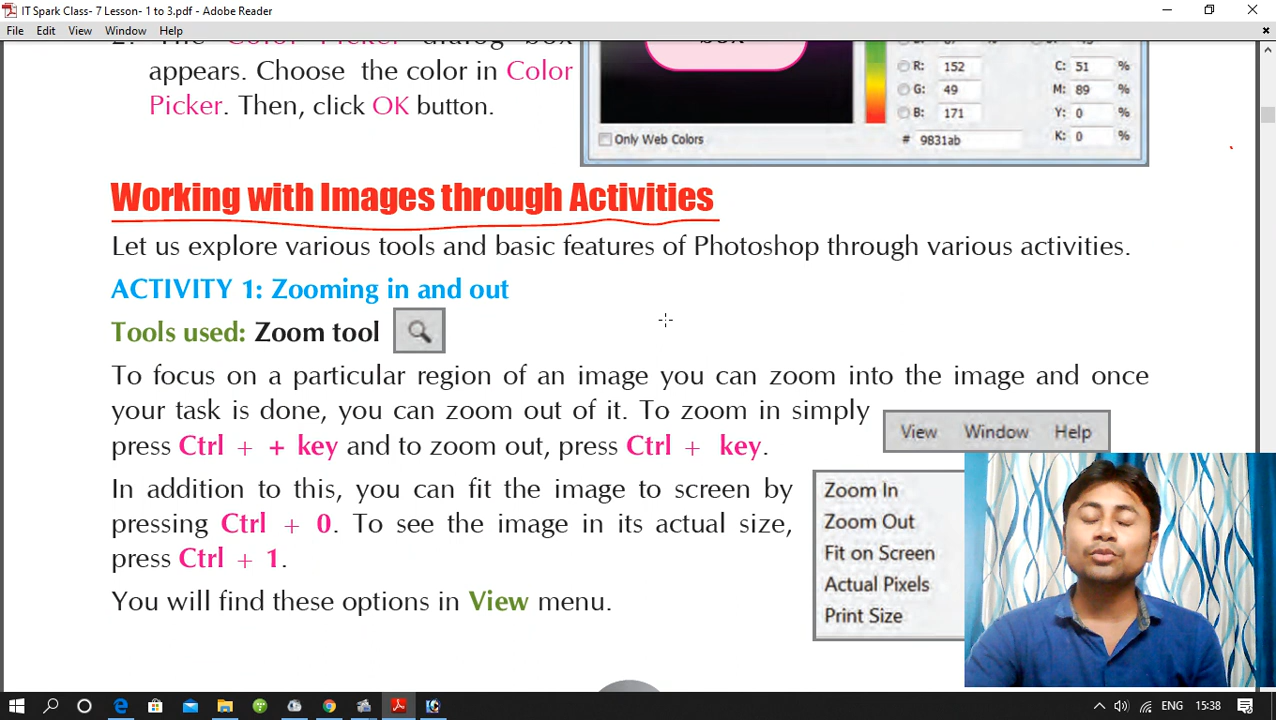 IT Spark Class- 7 Lesson- 1 to 3.pdf - Adobe Reader
File Edit View Window Help
2. The Color Picker dialog box
appears. Choose the color in Color
Picker. Then, click OK button.
box
R: 152 C: 51 %
G: 49 M: 89 %
B: 171 Y: 0 %
Only Web Colors # 9831ab K: 0 %
Working with Images through Activities
Let us explore various tools and basic features of Photoshop through various activities.
ACTIVITY 1: Zooming in and out
Tools used: Zoom tool
To focus on a particular region of an image you can zoom into the image and once
your task is done, you can zoom out of it. To zoom in simply
press Ctrl + + key and to zoom out, press Ctrl + key.
View Window Help
In addition to this, you can fit the image to screen by
pressing Ctrl + 0. To see the image in its actual size,
press Ctrl + 1.
You will find these options in View menu.
Zoom In
Zoom Out
Fit on Screen
Actual Pixels
Print Size
ENG 15:38